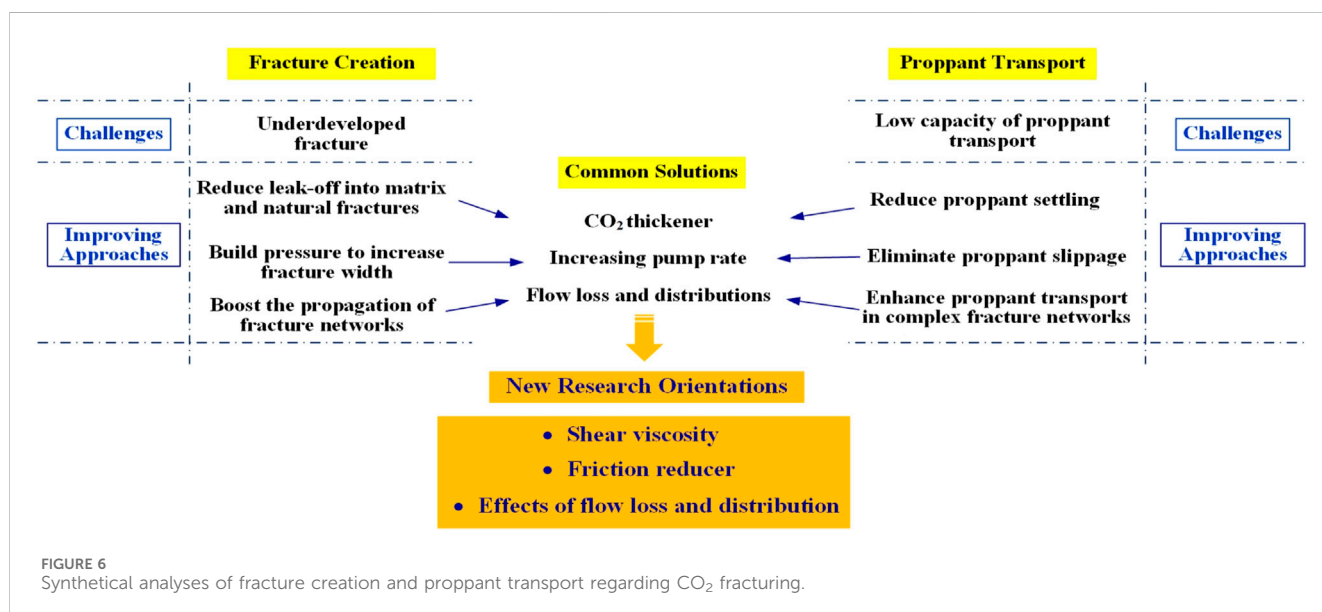 Fracture Creation
Proppant Transport
Challenges
Underdeveloped
fracture
Low capacity of proppant
transport
Challenges
Common Solutions
Improving
Approaches
Reduce leak-off into matrix
and natural fractures
Build pressure to increase
fracture width
Boost the propagation of
fracture networks
CO₂ thickener
Increasing pump rate
Flow loss and distributions
Reduce proppant settling
Eliminate proppant slippage
Enhance proppant transport
in complex fracture networks
Improving
Approaches
New Research Orientations
• Shear viscosity
• Friction reducer
• Effects of flow loss and distribution
FIGURE 6
Synthetical analyses of fracture creation and proppant transport regarding CO₂ fracturing.